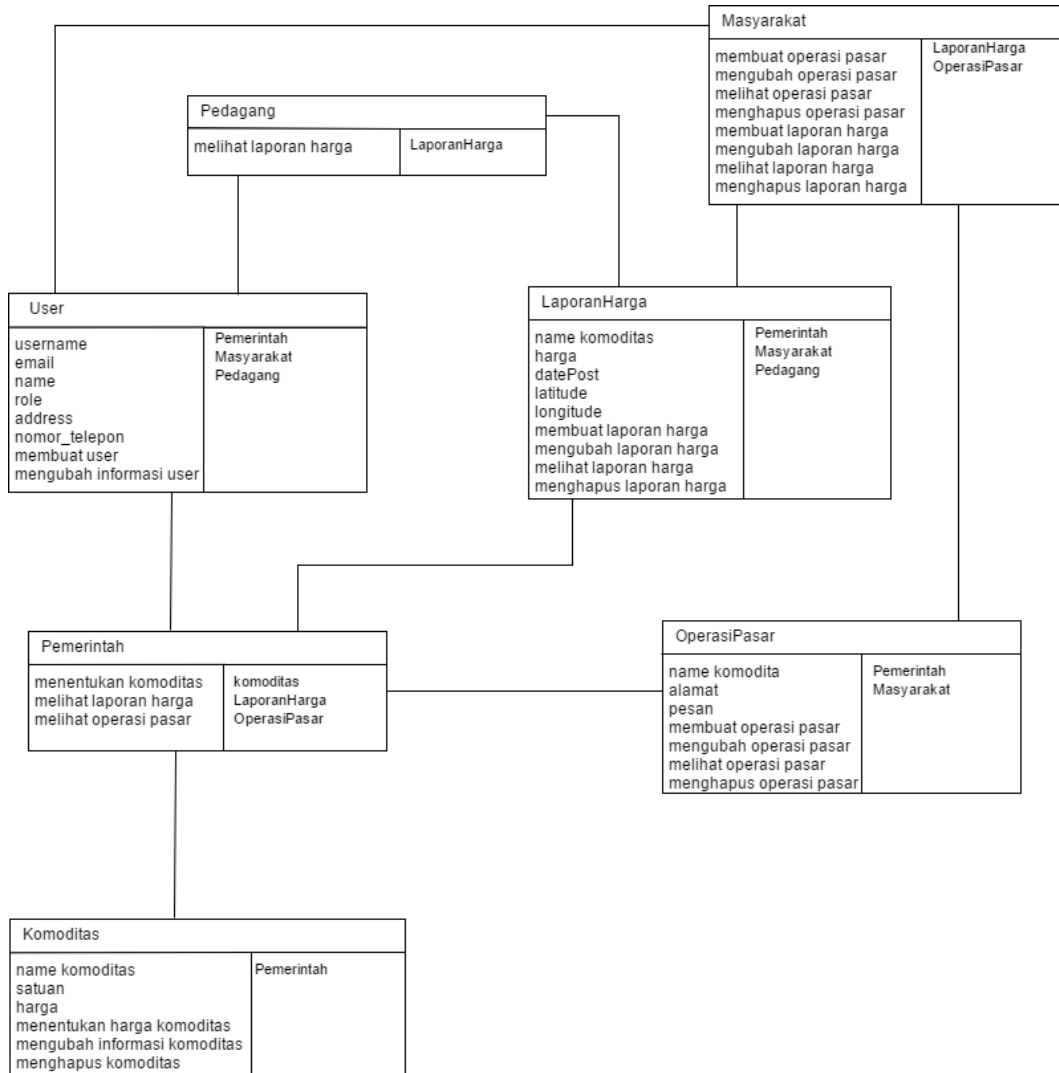 Masyarakat
membuat operasi pasar
mengubah operasi pasar
melihat operasi pasar
menghapus operasi pasar
membuat laporan harga
mengubah laporan harga
melihat laporan harga
menghapus laporan harga
LaporanHarga
OperasiPasar
Pedagang
melihat laporan harga
LaporanHarga
User
username
email
name
role
address
nomor_telepon
membuat user
mengubah informasi user
Pemerintah
Masyarakat
Pedagang
LaporanHarga
name komoditas
harga
datePost
latitude
longitude
membuat laporan harga
mengubah laporan harga
melihat laporan harga
menghapus laporan harga
Pemerintah
Masyarakat
Pedagang
Pemerintah
menentukan komoditas
melihat laporan harga
melihat operasi pasar
komoditas
LaporanHarga
OperasiPasar
OperasiPasar
name komodita
alamat
pesan
membuat operasi pasar
mengubah operasi pasar
melihat operasi pasar
menghapus operasi pasar
Pemerintah
Masyarakat
Komoditas
name komoditas
satuan
harga
menentukan harga komoditas
mengubah informasi komoditas
menghapus komoditas
Pemerintah